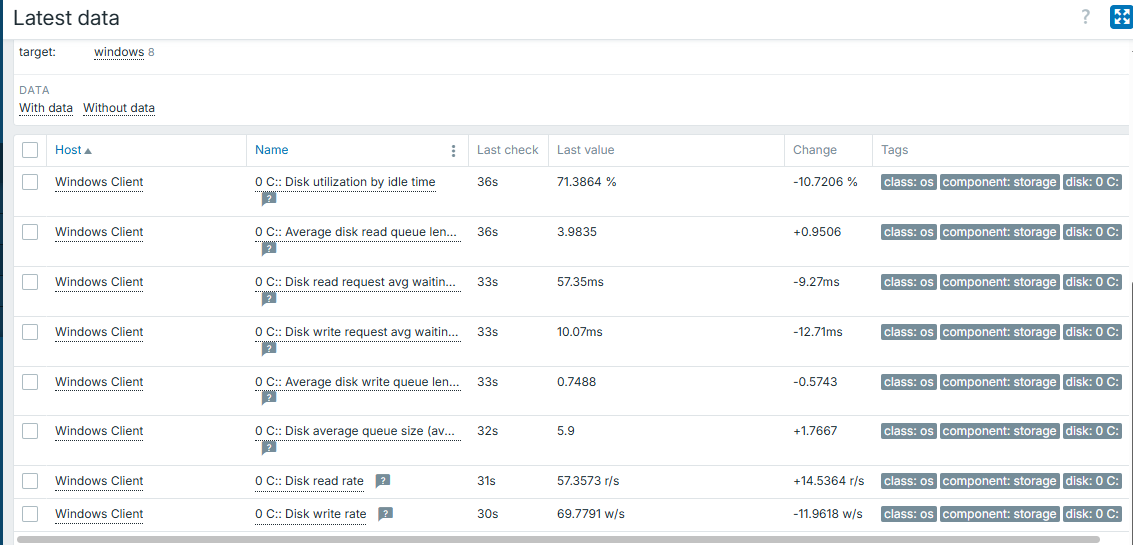 Latest data ?
target: windows 8
DATA
With data Without data
Host Name Last check Last value Change Tags
Windows Client 0 C:: Disk utilization by idle time ? 36s 71.3864 % -10.7206 % class: os component: storage disk: 0 C:
Windows Client 0 C:: Average disk read queue len... ? 36s 3.9835 +0.9506 class: os component: storage disk: 0 C:
Windows Client 0 C:: Disk read request avg waitin... ? 33s 57.35ms -9.27ms class: os component: storage disk: 0 C:
Windows Client 0 C:: Disk write request avg waitin... ? 33s 10.07ms -12.71ms class: os component: storage disk: 0 C:
Windows Client 0 C:: Average disk write queue len... ? 33s 0.7488 -0.5743 class: os component: storage disk: 0 C:
Windows Client 0 C:: Disk average queue size (av... ? 32s 5.9 +1.7667 class: os component: storage disk: 0 C:
Windows Client 0 C:: Disk read rate ? 31s 57.3573 r/s +14.5364 r/s class: os component: storage disk: 0 C:
Windows Client 0 C:: Disk write rate ? 30s 69.7791 w/s -11.9618 w/s class: os component: storage disk: 0 C: